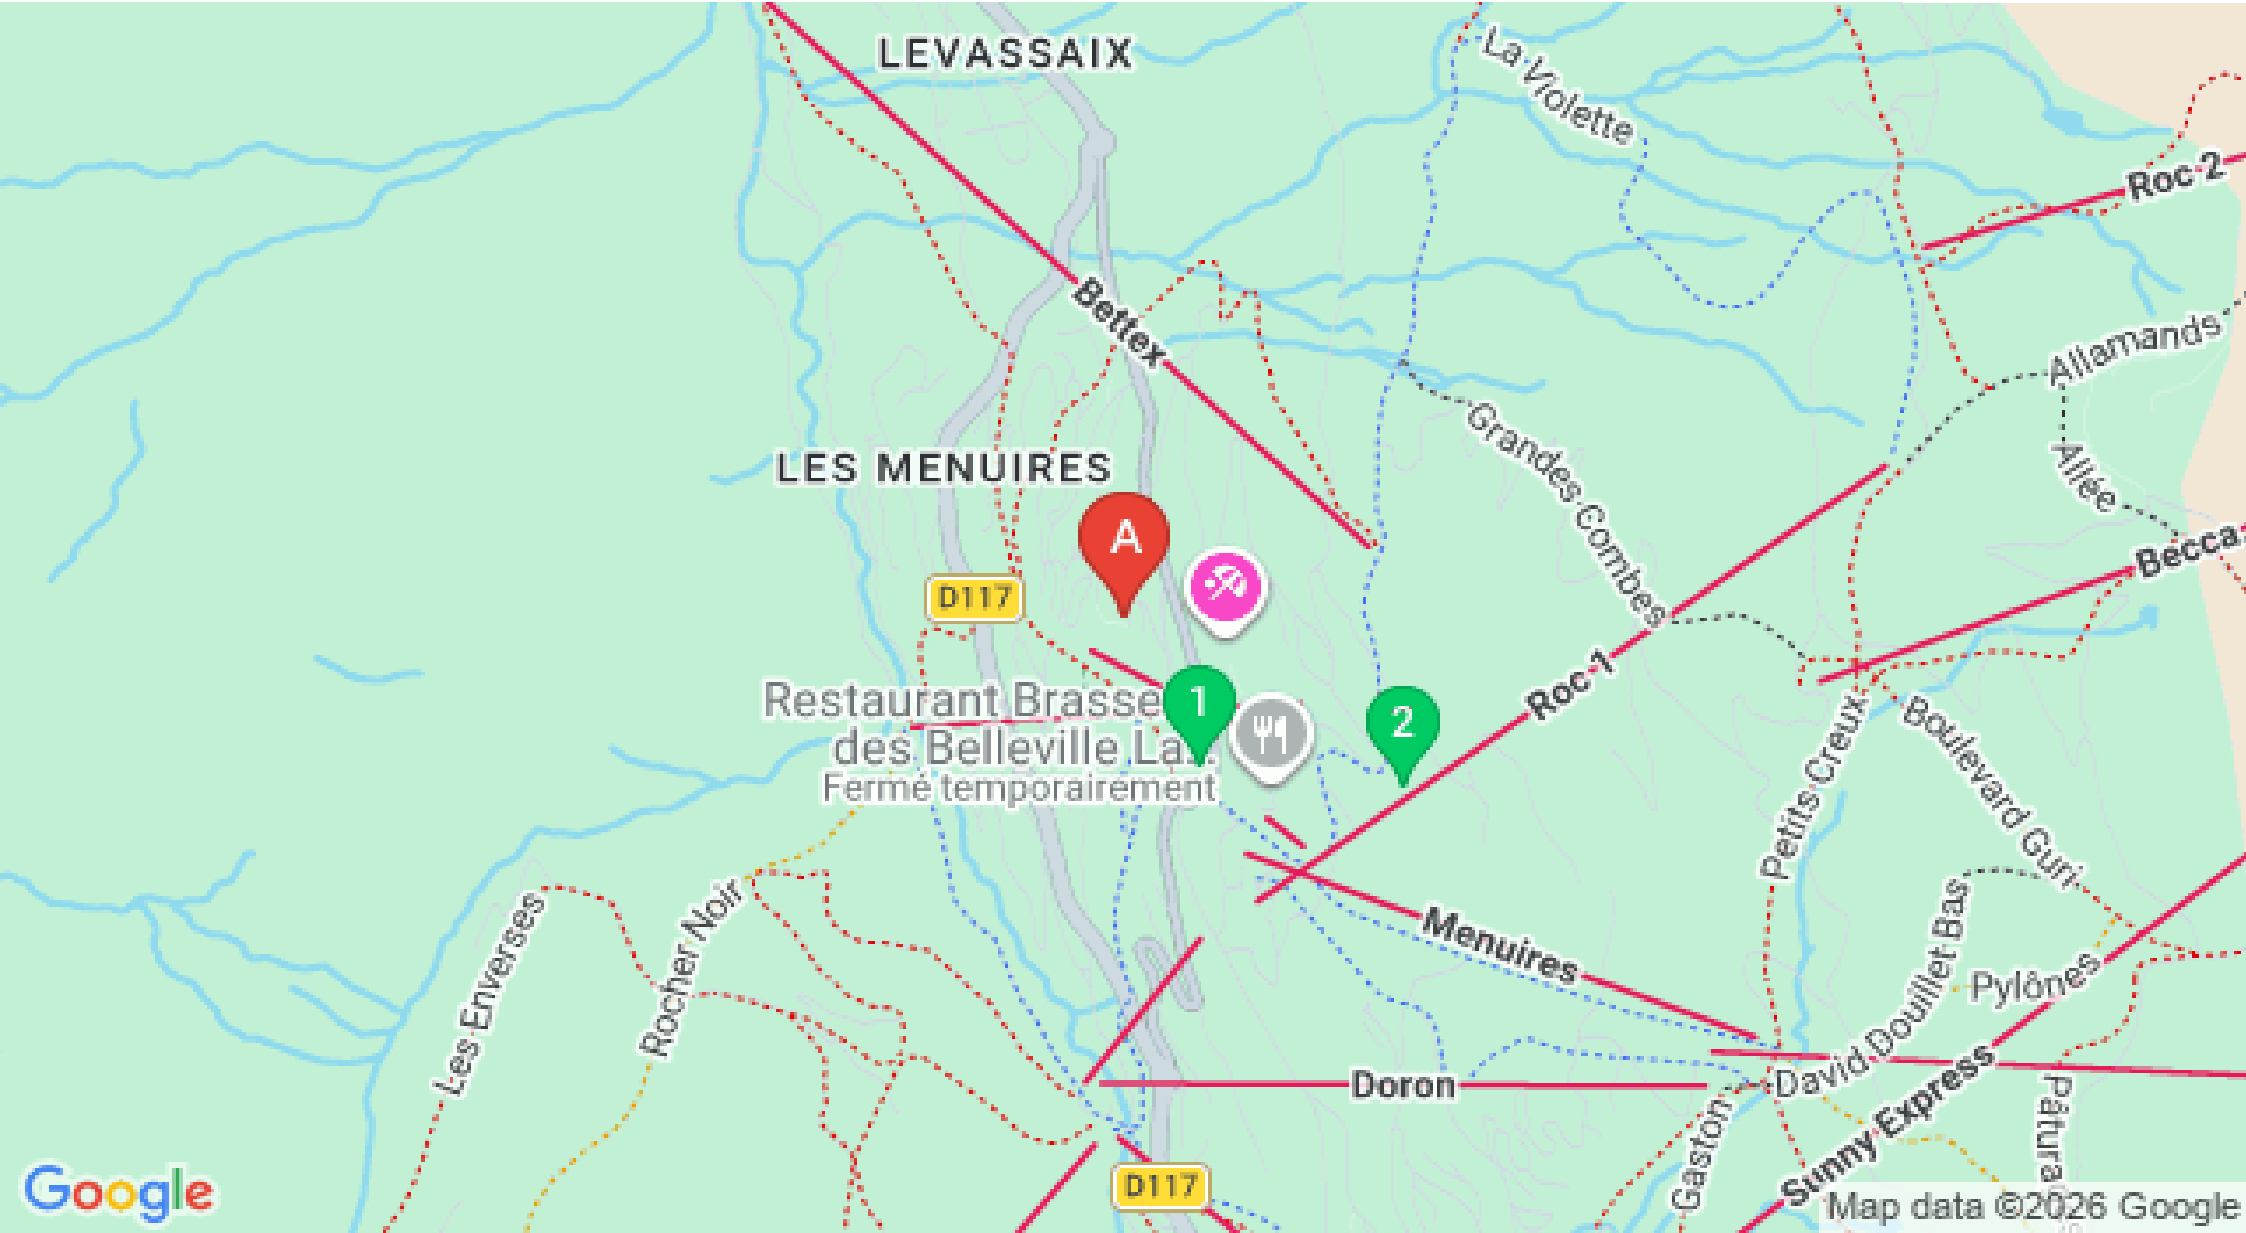 LEVASSAIX
La Violette
Roc 2
Bettex
Allamands
Grandes Combes
Allée
LES MENUIRES
A
Becca
D117
Roc 1
Restaurant Brasse
1
2
des Belleville La...
Fermé temporairement
Petits Creux
Boulevard Guri
Les Enverses
Rocher Noir
Menuires
David Douillet Bas
Pylônes
Doron
Sunny Express
Gaston
Pâtura
D117
Google
Map data ©2026 Google